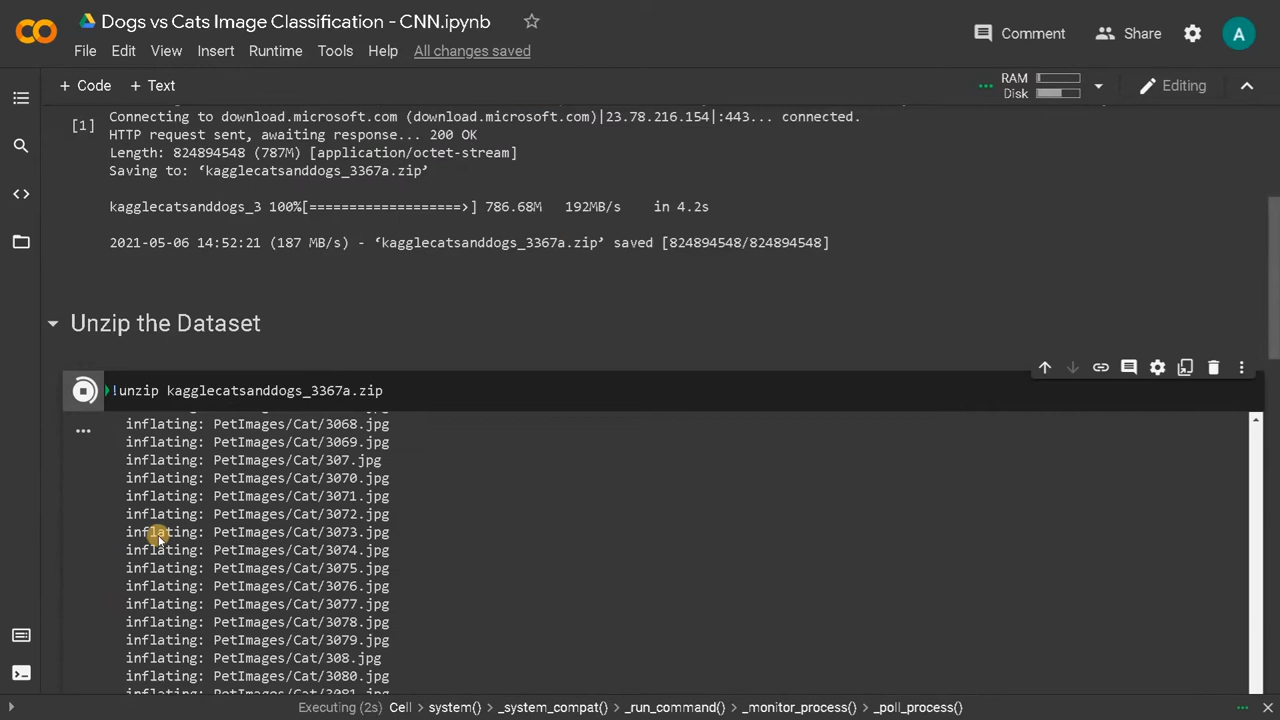 Dogs vs Cats Image Classification - CNN.ipynb
File Edit View Insert Runtime Tools Help All changes saved
Comment Share A
+ Code + Text
RAM
Disk
Editing
[1] Connecting to download.microsoft.com (download.microsoft.com)|23.78.216.154|:443... connected.
HTTP request sent, awaiting response... 200 OK
Length: 824894548 (787M) [application/octet-stream]
Saving to: ‘kagglecatsanddogs_3367a.zip’
kagglecatsanddogs_3 100%[===================>] 786.68M 192MB/s in 4.2s
2021-05-06 14:52:21 (187 MB/s) - ‘kagglecatsanddogs_3367a.zip’ saved [824894548/824894548]
Unzip the Dataset
!unzip kagglecatsanddogs_3367a.zip
inflating: PetImages/Cat/3068.jpg
inflating: PetImages/Cat/3069.jpg
inflating: PetImages/Cat/307.jpg
inflating: PetImages/Cat/3070.jpg
inflating: PetImages/Cat/3071.jpg
inflating: PetImages/Cat/3072.jpg
inflating: PetImages/Cat/3073.jpg
inflating: PetImages/Cat/3074.jpg
inflating: PetImages/Cat/3075.jpg
inflating: PetImages/Cat/3076.jpg
inflating: PetImages/Cat/3077.jpg
inflating: PetImages/Cat/3078.jpg
inflating: PetImages/Cat/3079.jpg
inflating: PetImages/Cat/308.jpg
inflating: PetImages/Cat/3080.jpg
inflating: PetImages/Cat/3081.jpg
Executing (2s) Cell system() _system_compat() _run_command() _monitor_process() _poll_process()